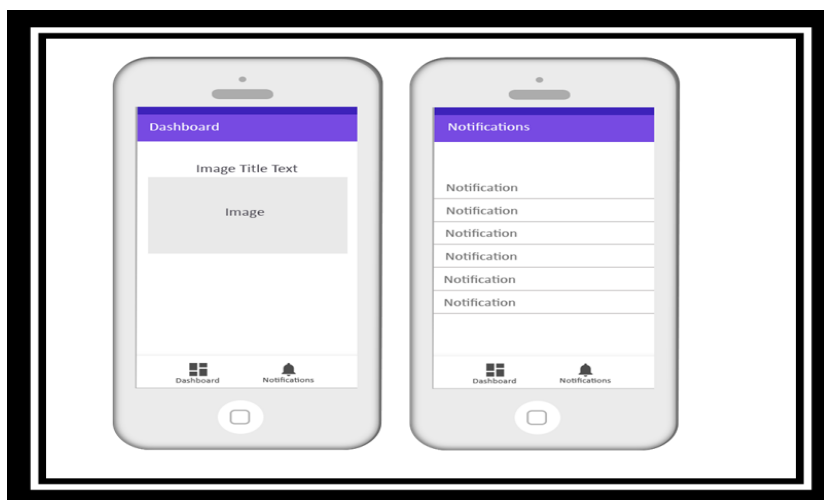 Dashboard
Image Title Text
Image
Dashboard Notifications
Notifications
Notification
Notification
Notification
Notification
Notification
Notification
Dashboard Notifications